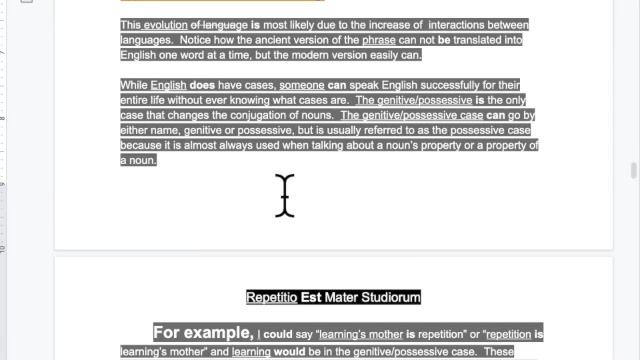 This evolution of language is most likely due to the increase of  interactions between
languages.  Notice how the ancient version of the phrase can not be translated into
English one word at a time, but the modern version easily can.
While English does have cases, someone can speak English successfully for their
entire life without ever knowing what cases are.  The genitive/possessive is the only
case that changes the conjugation of nouns.  The genitive/possessive case can go by
either name, genitive or possessive, but is usually referred to as the possessive case
because it is almost always used when talking about a noun's property or a property of
a noun.
Repetitio Est Mater Studiorum
For example, I could say "learning's mother is repetition" or "repetition is
learning's mother" and learning would be in the genitive/possessive case.  These
7
8
9
10